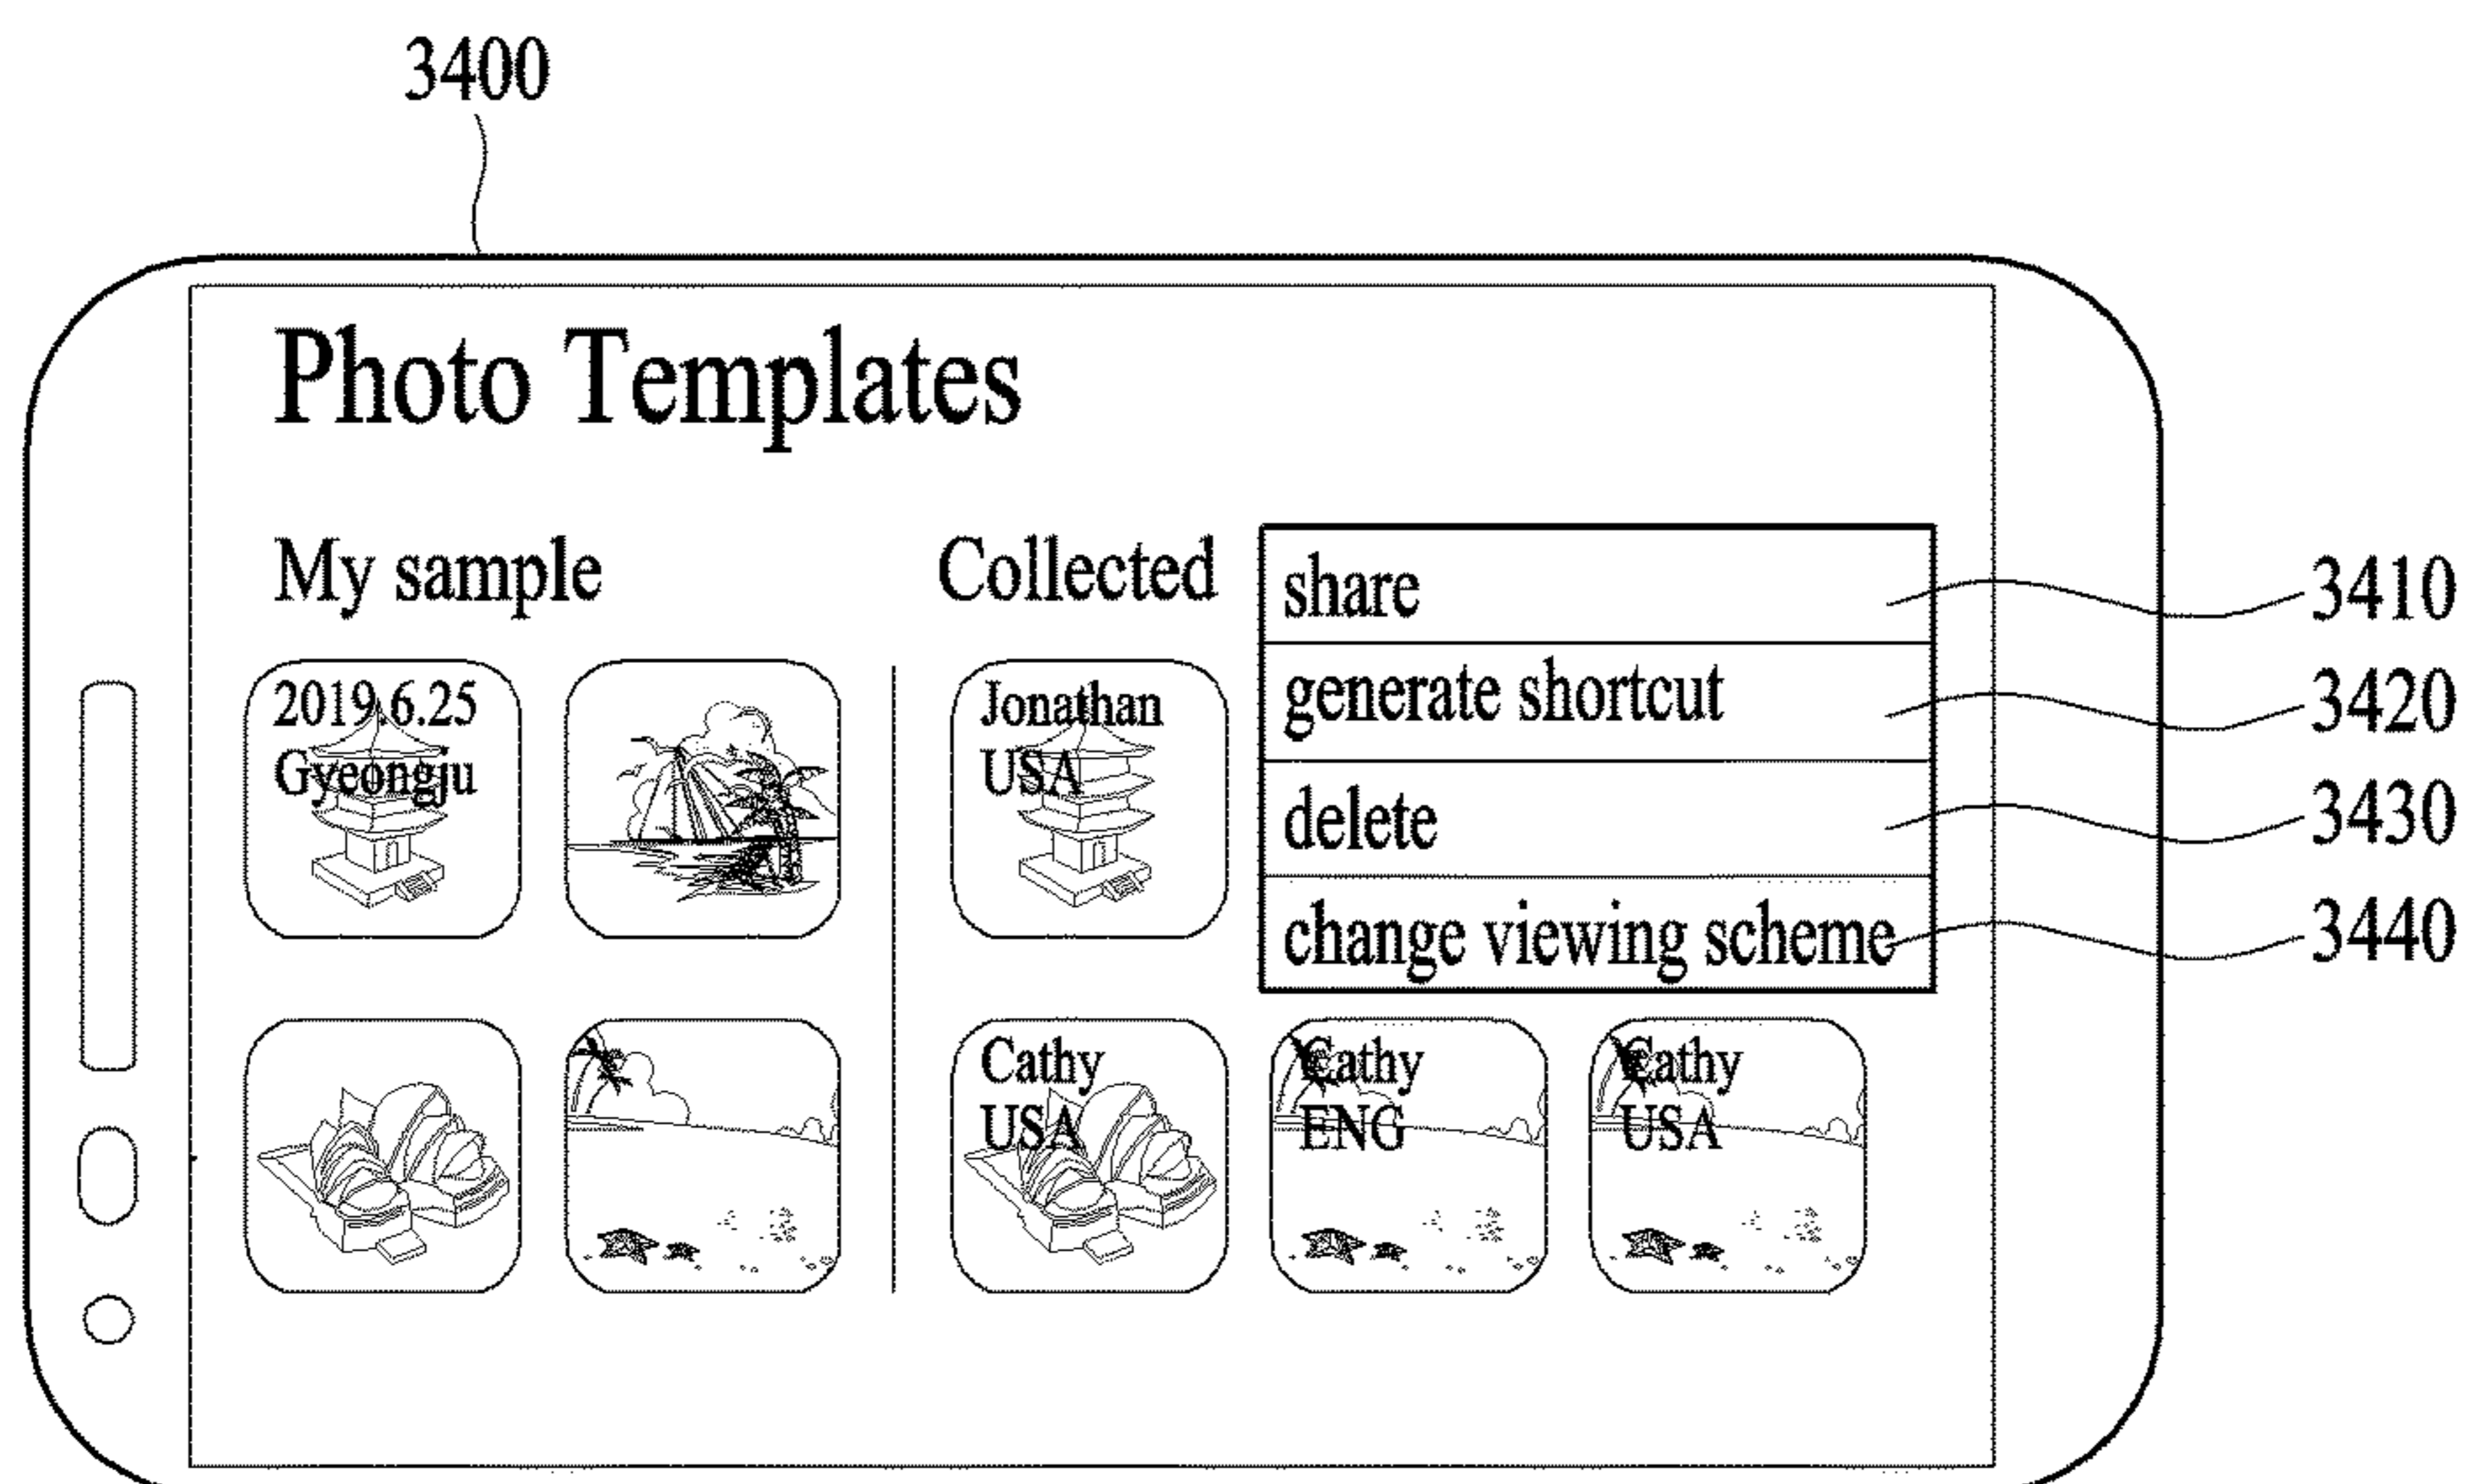 3400
Photo Templates
My sample
Collected
2019.6.25
Gyeongju
Jonathan
USA
share
generate shortcut
delete
change viewing scheme
3410
3420
3430
3440
Cathy
USA
Cathy
ENG
Cathy
USA